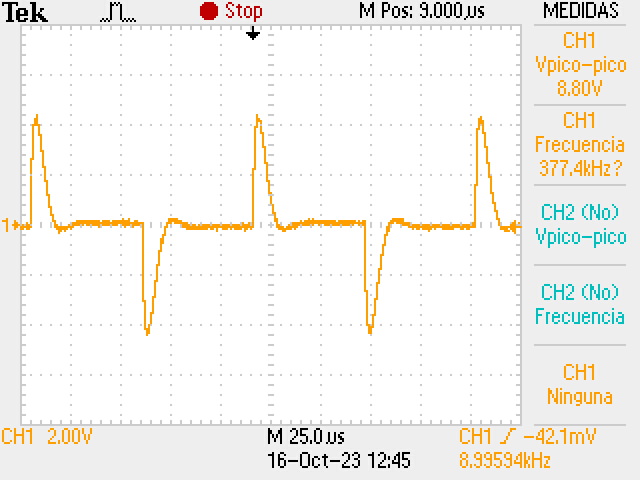 Tek Stop M Pos: 9.000µs MEDIDAS
CH1
Vpico-pico
8.80V
CH1
Frecuencia
377.4kHz?
CH2 (No)
Vpico-pico
CH2 (No)
Frecuencia
CH1
Ninguna
1
CH1 2.00V M 25.0µs CH1 -42.1mV
16-Oct-23 12:45 8.99594kHz